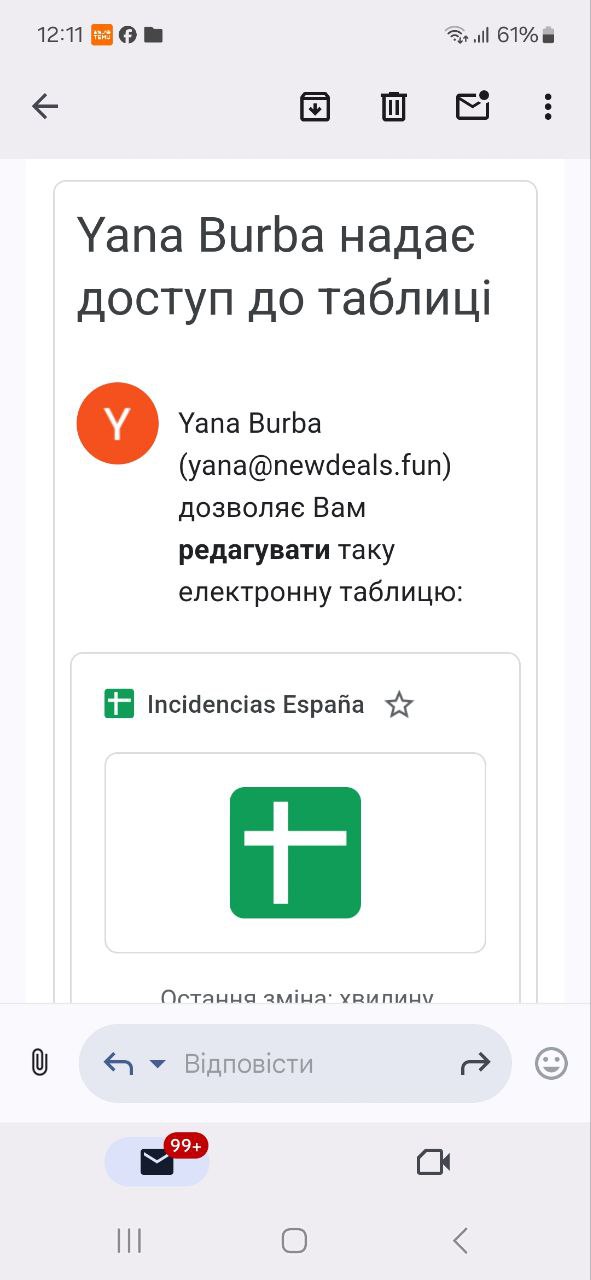 12:11
61%
Yana Burba надає
доступ до таблиці
Y
Yana Burba
(yana@newdeals.fun)
дозволяє Вам
редагувати таку
електронну таблицю:
Incidencias España
Остання зміна: хвилину
Відповісти
99+